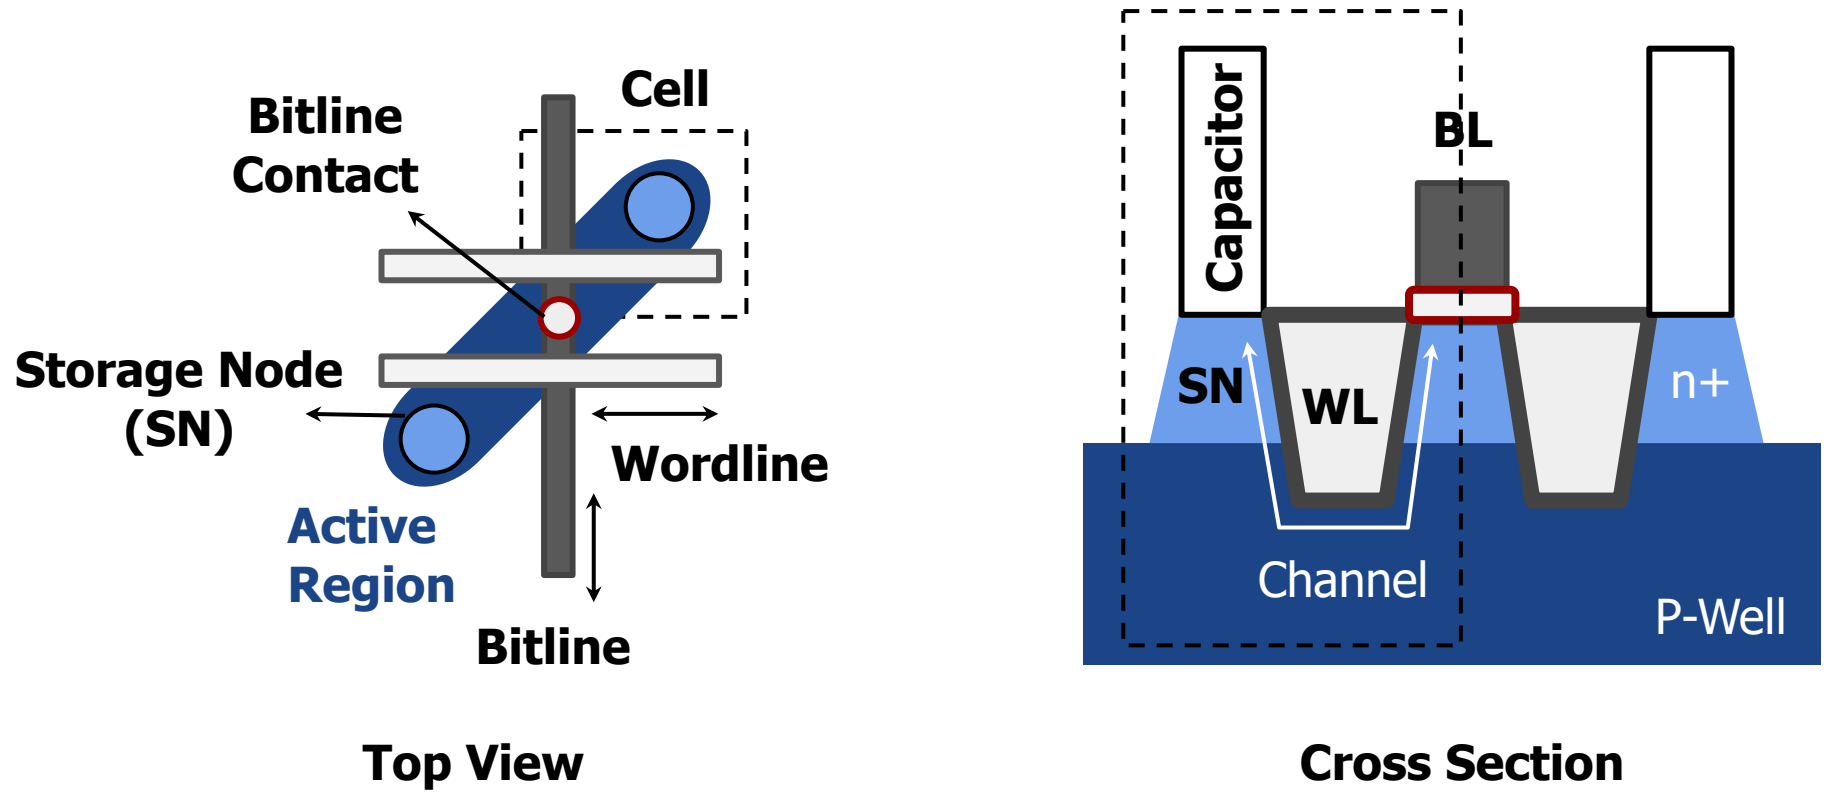 Cell
Bitline
Contact
Storage Node
(SN)
Wordline
Active
Region
Bitline
Top View
Capacitor
BL
SN
WL
n+
Channel
P-Well
Cross Section